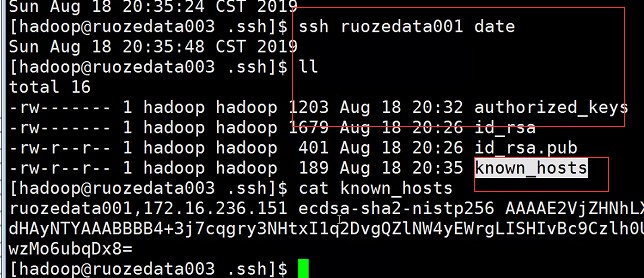 Sun Aug 18 20:35:24 CST 2019
[hadoop@ruozedata003 .ssh]$ ssh ruozedata001 date
Sun Aug 18 20:35:48 CST 2019
[hadoop@ruozedata003 .ssh]$ ll
total 16
-rw------- 1 hadoop hadoop 1203 Aug 18 20:32 authorized_keys
-rw------- 1 hadoop hadoop 1679 Aug 18 20:26 id_rsa
-rw-r--r-- 1 hadoop hadoop  401 Aug 18 20:26 id_rsa.pub
-rw-r--r-- 1 hadoop hadoop  189 Aug 18 20:35 known_hosts
[hadoop@ruozedata003 .ssh]$ cat known_hosts
ruozedata001,172.16.236.151 ecdsa-sha2-nistp256 AAAAE2VjZHNhLX
dHAyNTYAAABBBB4+3j7cqgry3NHtxI1q2DvgQZlNW4yEWrgLISHIvBc9Czlh0U
wzMo6ubqDx8=
[hadoop@ruozedata003 .ssh]$